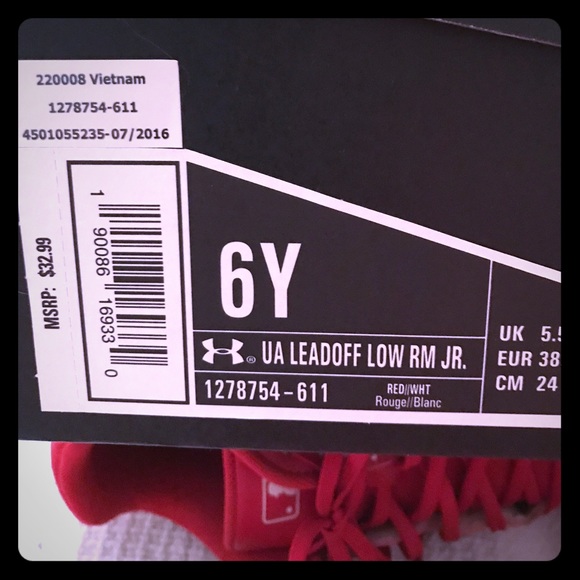 220008 Vietnam
1278754-611
4501055235-07/2016
MSRP: $32.99
1 90086 16933 0
6Y
® UA LEADOFF LOW RM JR.
1278754-611
RED//WHT
Rouge//Blanc
UK 5.5
EUR 38
CM 24